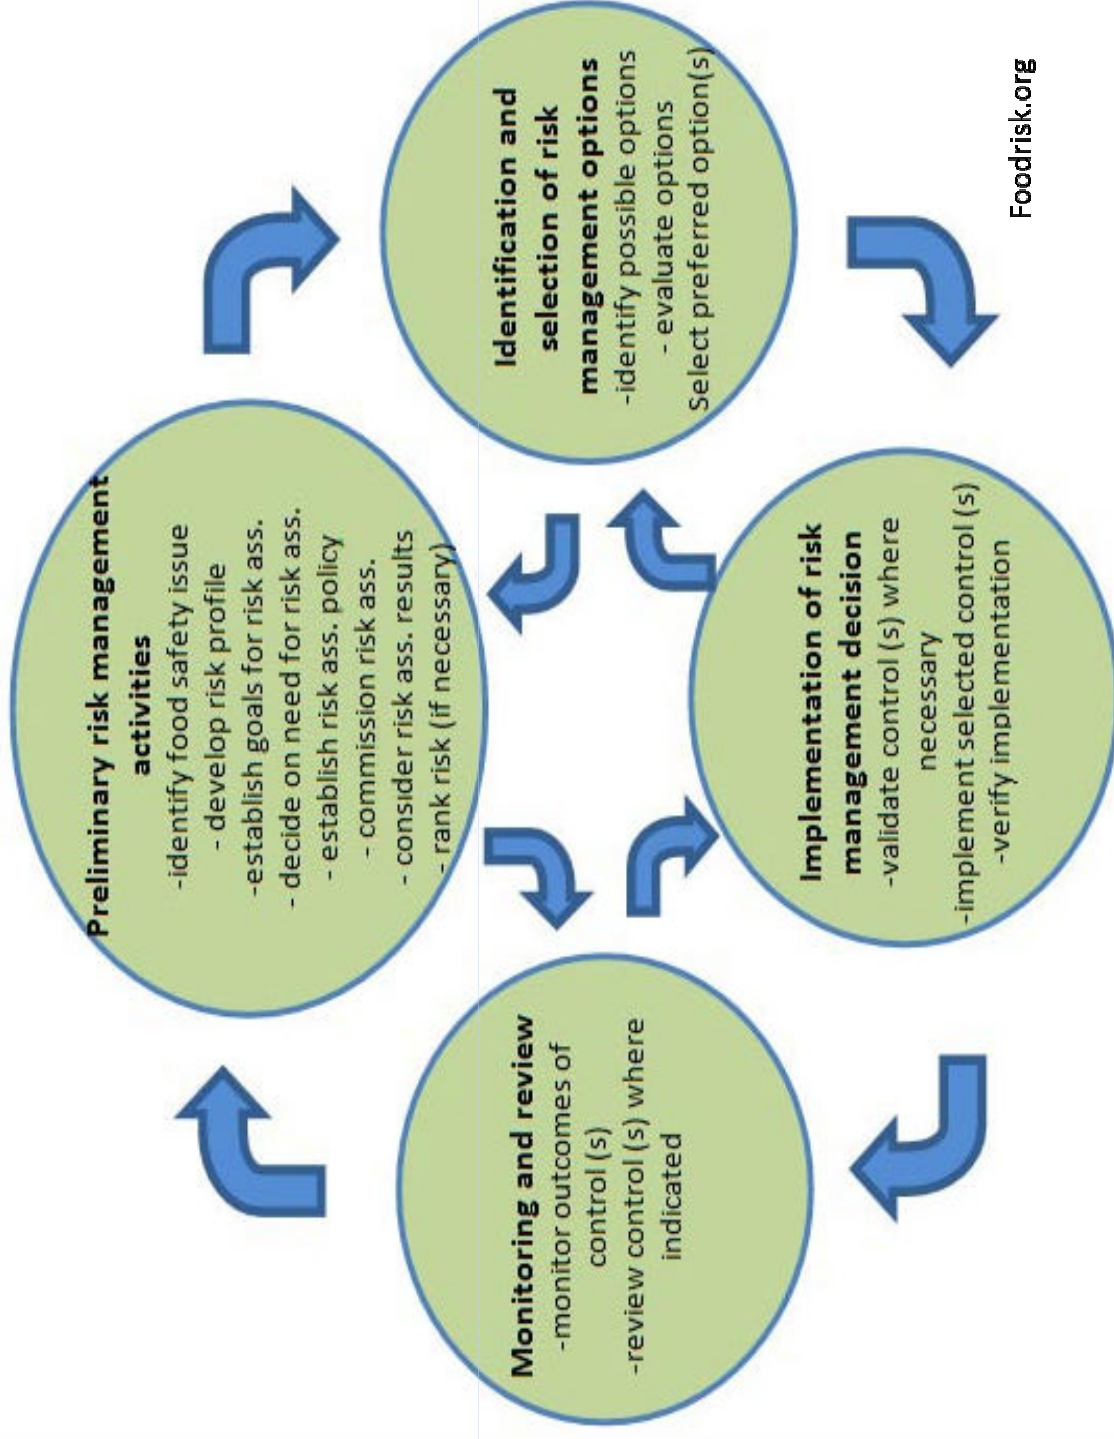 Preliminary risk management
activities
-identify food safety issue
- develop risk profile
-establish goals for risk ass.
- decide on need for risk ass.
- establish risk ass. policy
- commission risk ass.
- consider risk ass. results
- rank risk (if necessary)
Identification and
selection of risk
management options
-identify possible options
- evaluate options
Select preferred option(s)
Implementation of risk
management decision
-validate control (s) where
necessary
-implement selected control (s)
-verify implementation
Monitoring and review
-monitor outcomes of
control (s)
-review control (s) where
indicated
Foodrisk.org